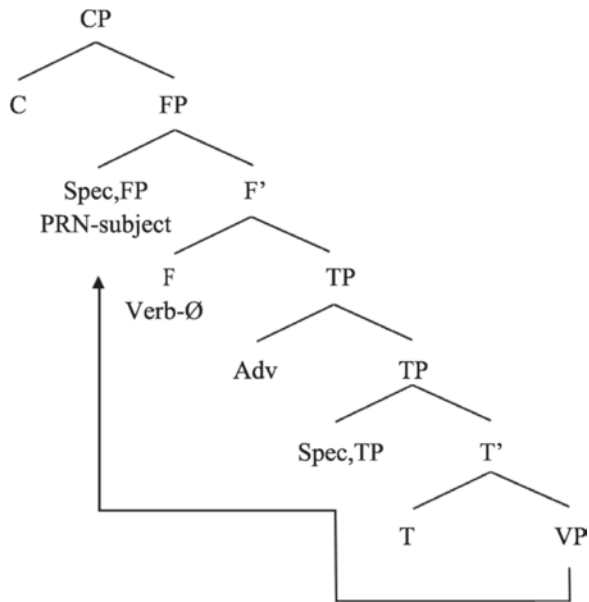 CP
C FP
Spec,FP F’
PRN-subject
F TP
Verb-Ø
Adv TP
Spec,TP T’
T VP